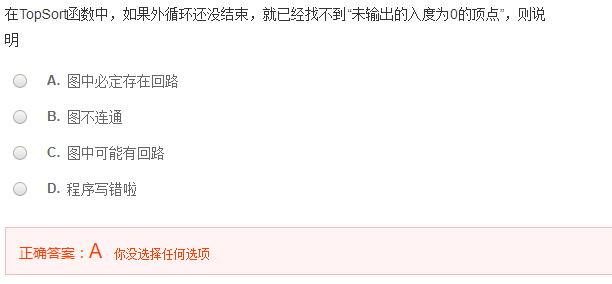 在TopSort函数中，如果外循环还没结束，就已经找不到“未输出的入度为0的顶点”，则说
明
A. 图中必定存在回路
B. 图不连通
C. 图中可能有回路
D. 程序写错啦
正确答案：A 你没选择任何选项